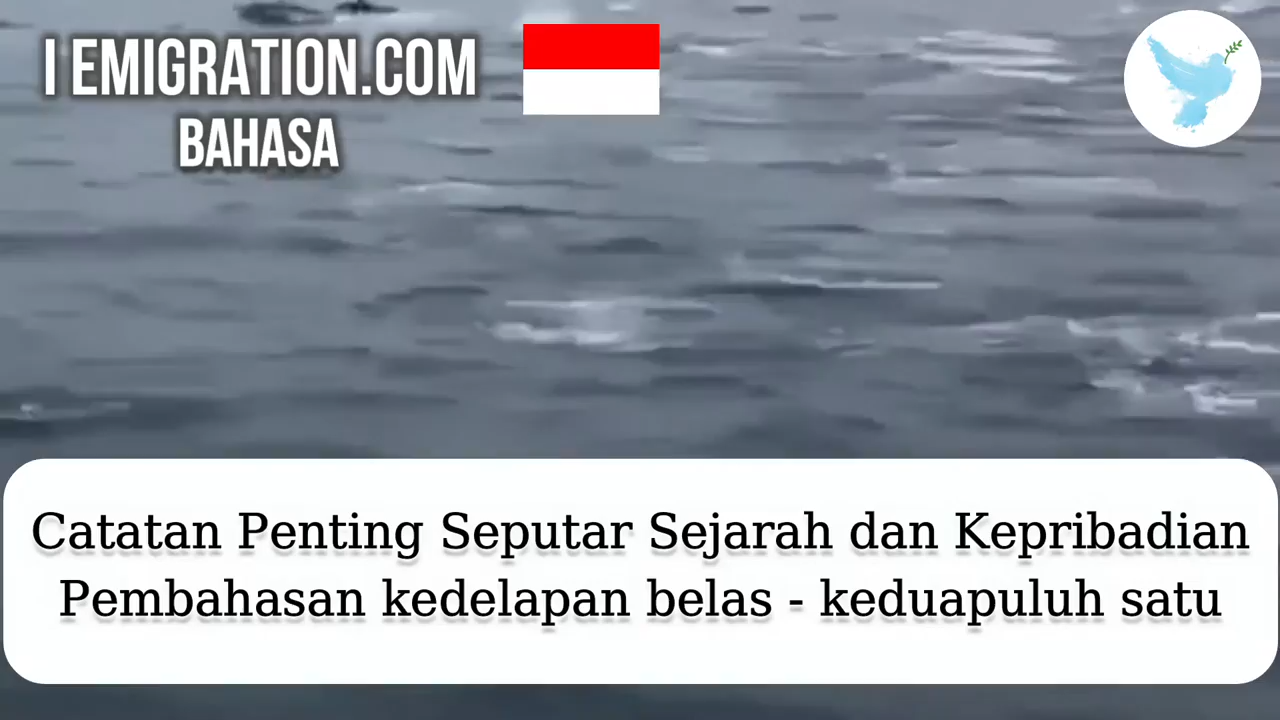 I EMIGRATION.COM
BAHASA
Catatan Penting Seputar Sejarah dan Kepribadian
Pembahasan kedelapan belas - keduapuluh satu